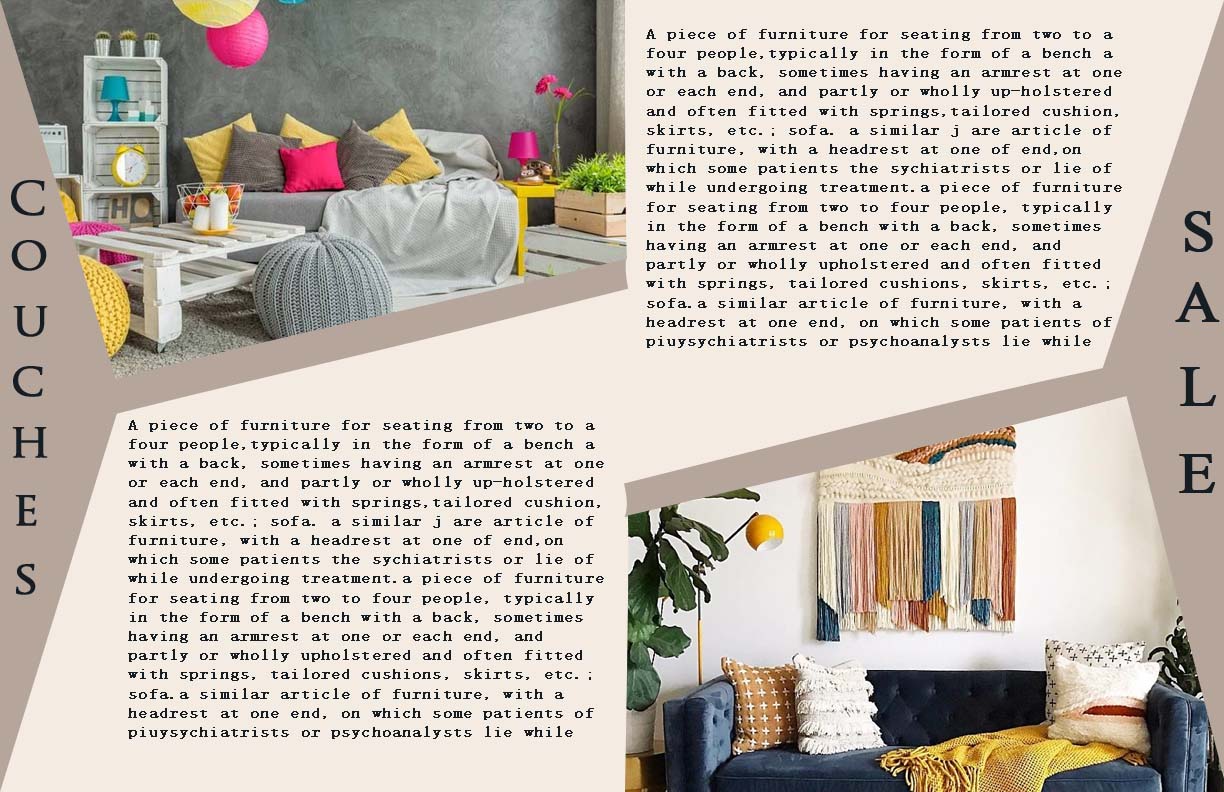 COUCHES
A piece of furniture for seating from two to a
four people,typically in the form of a bench a
with a back, sometimes having an armrest at one
or each end, and partly or wholly up-holstered
and often fitted with springs,tailored cushion,
skirts, etc.; sofa. a similar j are article of
furniture, with a headrest at one of end,on
which some patients the sychiatrists or lie of
while undergoing treatment.a piece of furniture
for seating from two to four people, typically
in the form of a bench with a back, sometimes
having an armrest at one or each end, and
partly or wholly upholstered and often fitted
with springs, tailored cushions, skirts, etc.;
sofa.a similar article of furniture, with a
headrest at one end, on which some patients of
piuysychiatrists or psychoanalysts lie while
A piece of furniture for seating from two to a
four people,typically in the form of a bench a
with a back, sometimes having an armrest at one
or each end, and partly or wholly up-holstered
and often fitted with springs,tailored cushion,
skirts, etc.; sofa. a similar j are article of
furniture, with a headrest at one of end,on
which some patients the sychiatrists or lie of
while undergoing treatment.a piece of furniture
for seating from two to four people, typically
in the form of a bench with a back, sometimes
having an armrest at one or each end, and
partly or wholly upholstered and often fitted
with springs, tailored cushions, skirts, etc.;
sofa.a similar article of furniture, with a
headrest at one end, on which some patients of
piuysychiatrists or psychoanalysts lie while
SALE